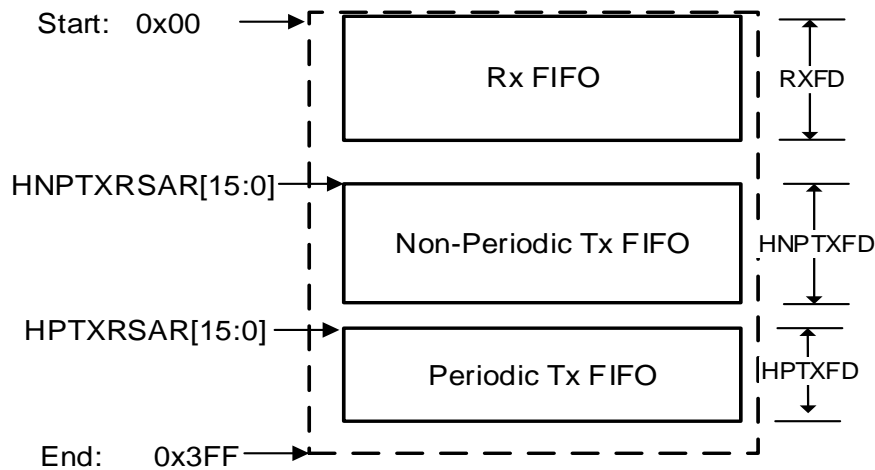 Start: 0x00
Rx FIFO
RXFD
HNPTXRSAR[15:0]
Non-Periodic Tx FIFO
HNPTXFD
HPTXRSAR[15:0]
Periodic Tx FIFO
HPTXFD
End: 0x3FF